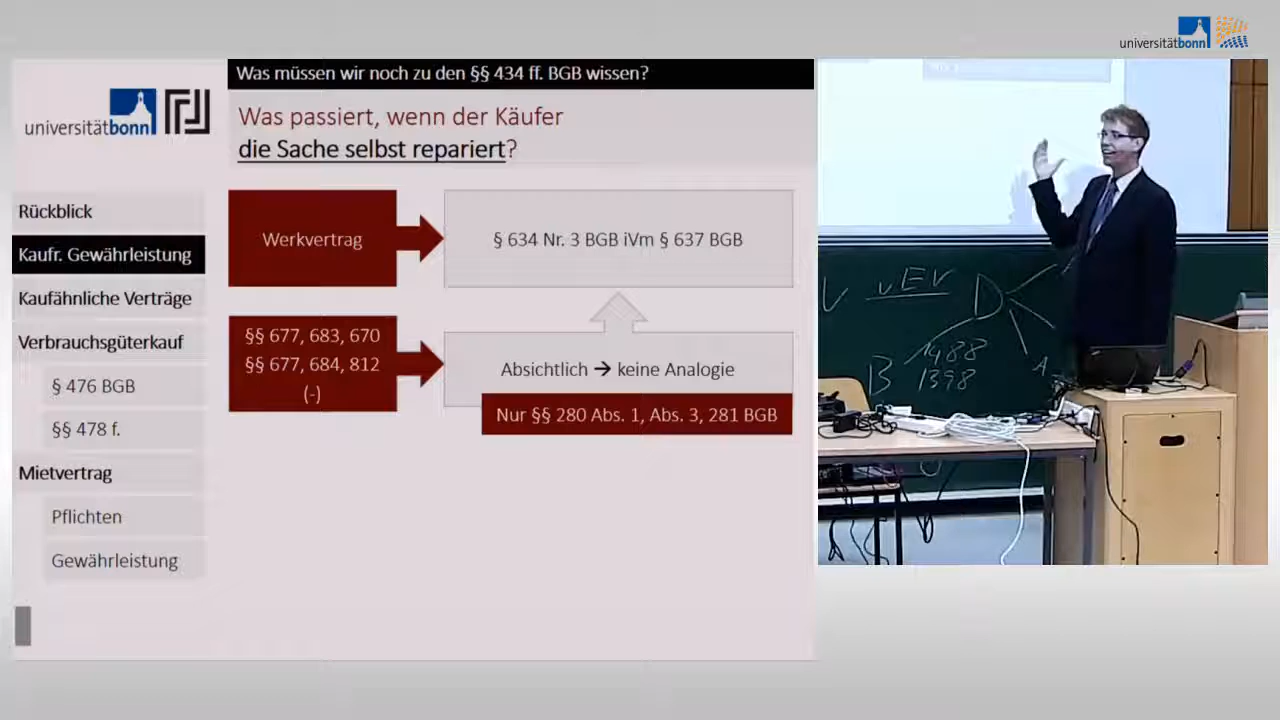 universitätbonn
Was müssen wir noch zu den §§ 434 ff. BGB wissen?
universitätbonn
Was passiert, wenn der Käufer
die Sache selbst repariert?
Rückblick
Kaufr. Gewährleistung
Kaufähnliche Verträge
Verbrauchsgüterkauf
§ 476 BGB
§§ 478 f.
Mietvertrag
Pflichten
Gewährleistung
Werkvertrag
§ 634 Nr. 3 BGB iVm § 637 BGB
§§ 677, 683, 670
§§ 677, 684, 812
(-)
Absichtlich → keine Analogie
Nur §§ 280 Abs. 1, Abs. 3, 281 BGB
V vEV D
B 1488
1398
A